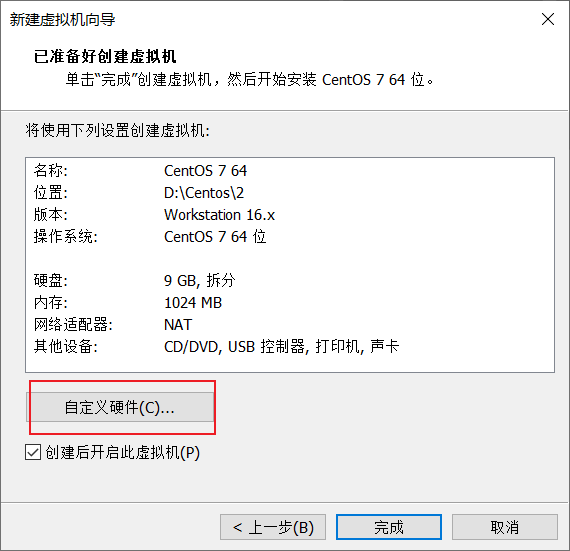 新建虚拟机向导
已准备好创建虚拟机
单击“完成”创建虚拟机，然后开始安装 CentOS 7 64 位。
将使用下列设置创建虚拟机:
名称: CentOS 7 64
位置: D:\Centos\2
版本: Workstation 16.x
操作系统: CentOS 7 64 位
硬盘: 9 GB, 拆分
内存: 1024 MB
网络适配器: NAT
其他设备: CD/DVD, USB 控制器, 打印机, 声卡
自定义硬件(C)...
创建后开启此虚拟机(P)
< 上一步(B) 完成 取消